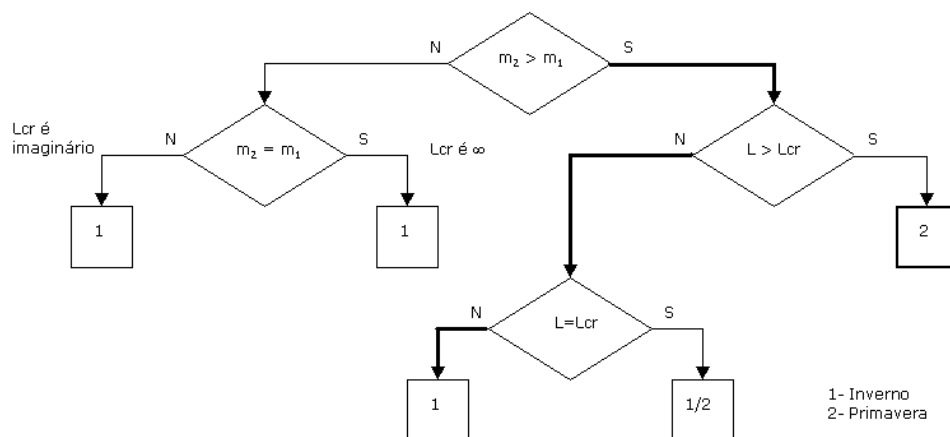 N
S
m₂ > m₁
Lcr é
imaginário
N
S
m₂ = m₁
Lcr é ∞
N
S
L > Lcr
1
1
2
N
S
L=Lcr
1
1/2
1- Inverno
2- Primavera